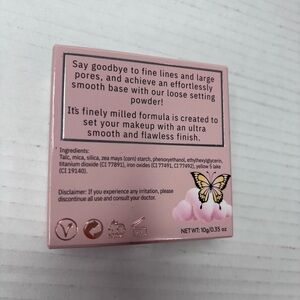 Say goodbye to fine lines and large
pores, and achieve an effortlessly
smooth base with our loose setting
powder!
It's finely milled formula is created to
set your makeup with an ultra
smooth and flawless finish.
Ingredients:
Talc, mica, silica, zea mays (corn) starch, phenoxyethanol, ethylhexylglycerin,
titanium dioxide (CI 77891), iron oxides (CI 77491, CI 77492), yellow 5 lake
(CI 19140).
Disclaimer: If you experience any irritation, please
discontinue all use and consult your doctor.
NET: 10g/0.35 oz